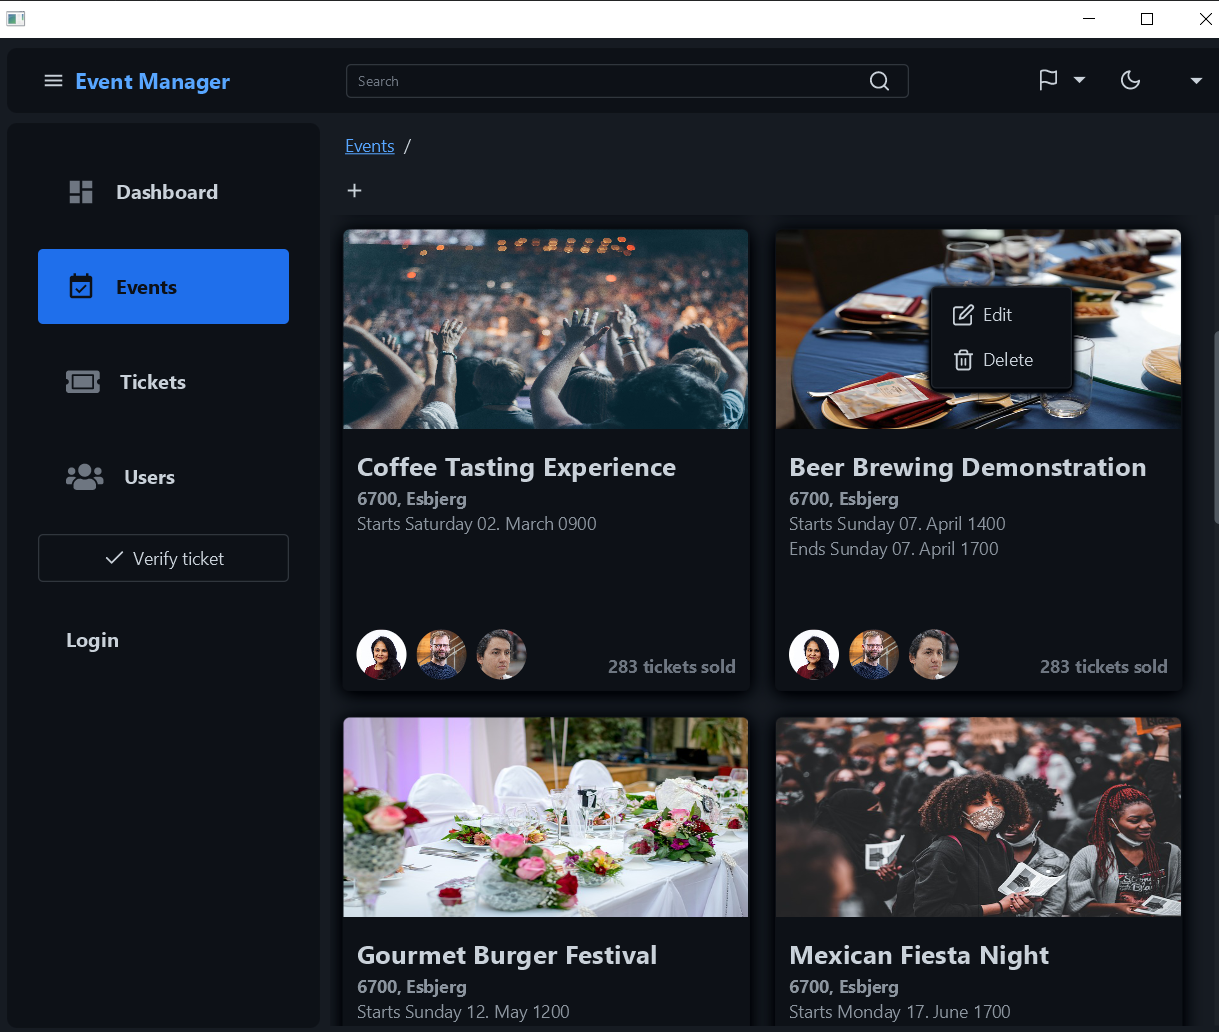 Event Manager
Search
Events /
Dashboard
Events
Tickets
Users
Verify ticket
Login
Edit
Delete
Coffee Tasting Experience
6700, Esbjerg
Starts Saturday 02. March 0900
283 tickets sold
Beer Brewing Demonstration
6700, Esbjerg
Starts Sunday 07. April 1400
Ends Sunday 07. April 1700
283 tickets sold
Gourmet Burger Festival
6700, Esbjerg
Starts Sunday 12. May 1200
Mexican Fiesta Night
6700, Esbjerg
Starts Monday 17. June 1700